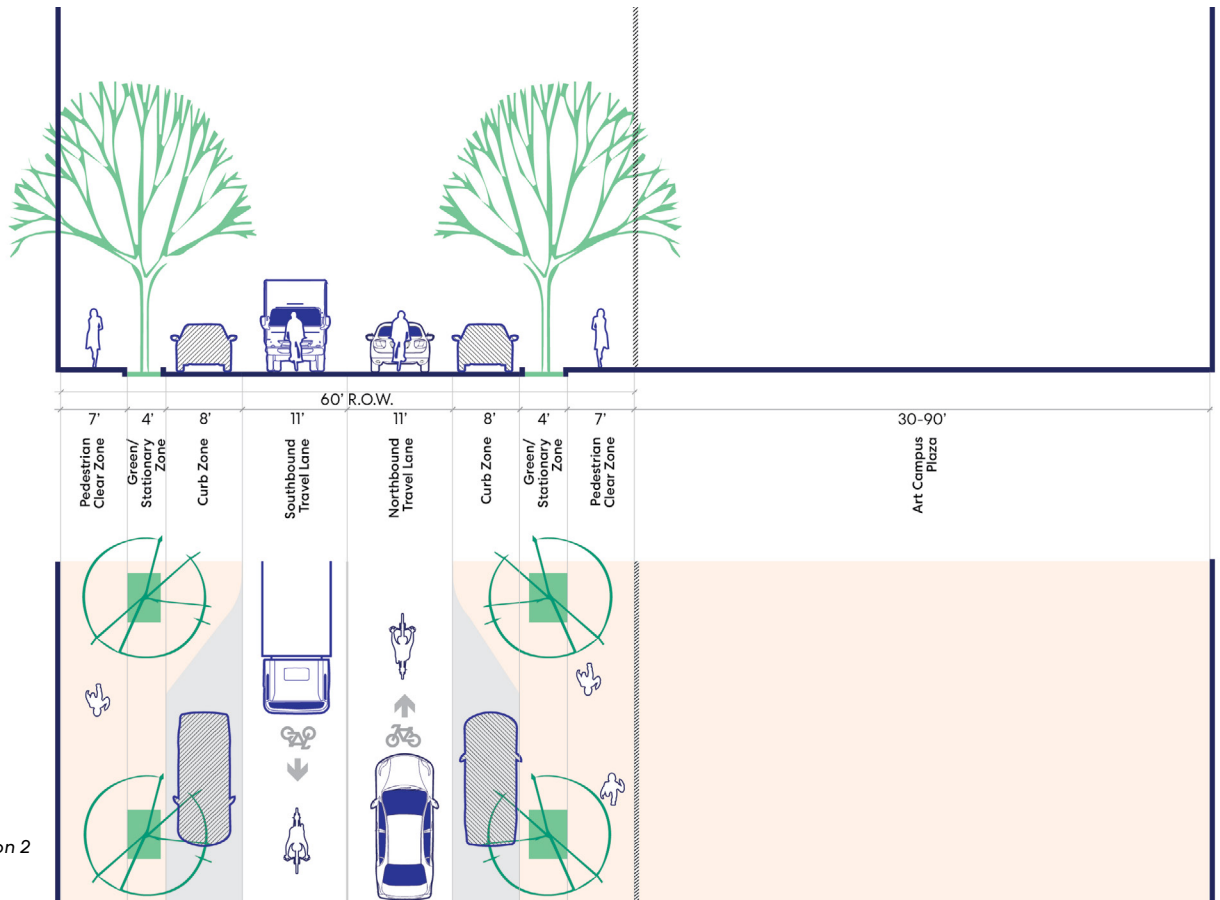 60' R.O.W.
7'
4'
8'
11'
11'
8'
4'
7'
30-90'
Pedestrian
Clear Zone
Green/
Stationary
Zone
Curb Zone
Southbound
Travel Lane
Northbound
Travel Lane
Curb Zone
Green/
Stationary
Zone
Pedestrian
Clear Zone
Art Campus
Plaza
on 2